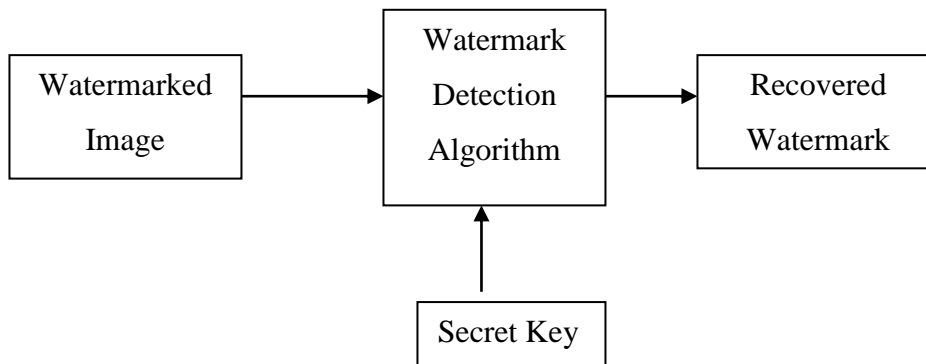 Watermarked
Image
Watermark
Detection
Algorithm
Recovered
Watermark
Secret Key